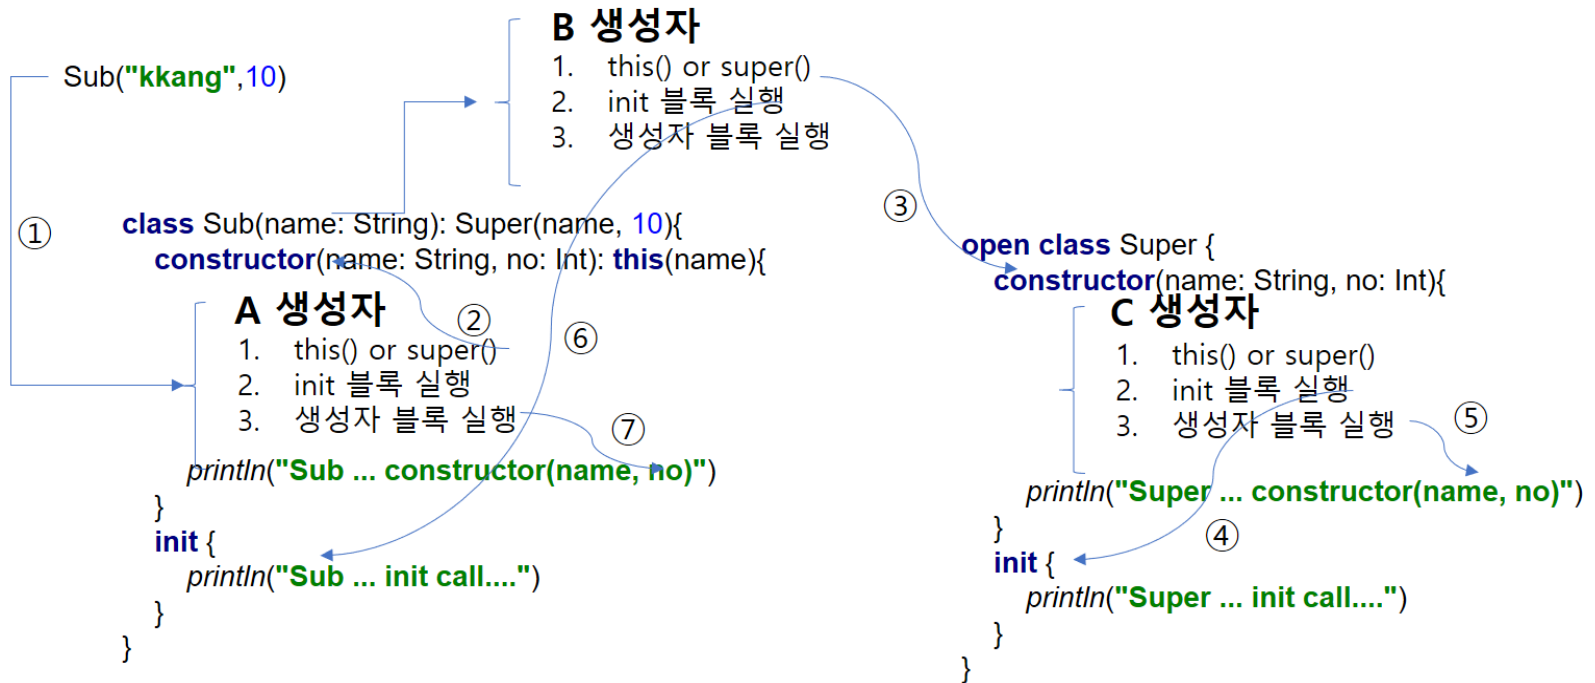 B 생성자
1. this() or super()
2. init 블록 실행
3. 생성자 블록 실행
Sub("kkang",10)
①
class Sub(name: String): Super(name, 10){
constructor(name: String, no: Int): this(name){
A 생성자
1. this() or super()
2. init 블록 실행
3. 생성자 블록 실행
②
⑥
⑦
println("Sub ... constructor(name, no)")
}
init {
println("Sub ... init call....")
}
}
③
open class Super {
constructor(name: String, no: Int){
C 생성자
1. this() or super()
2. init 블록 실행
3. 생성자 블록 실행
⑤
println("Super ... constructor(name, no)")
}
④
init {
println("Super ... init call....")
}
}